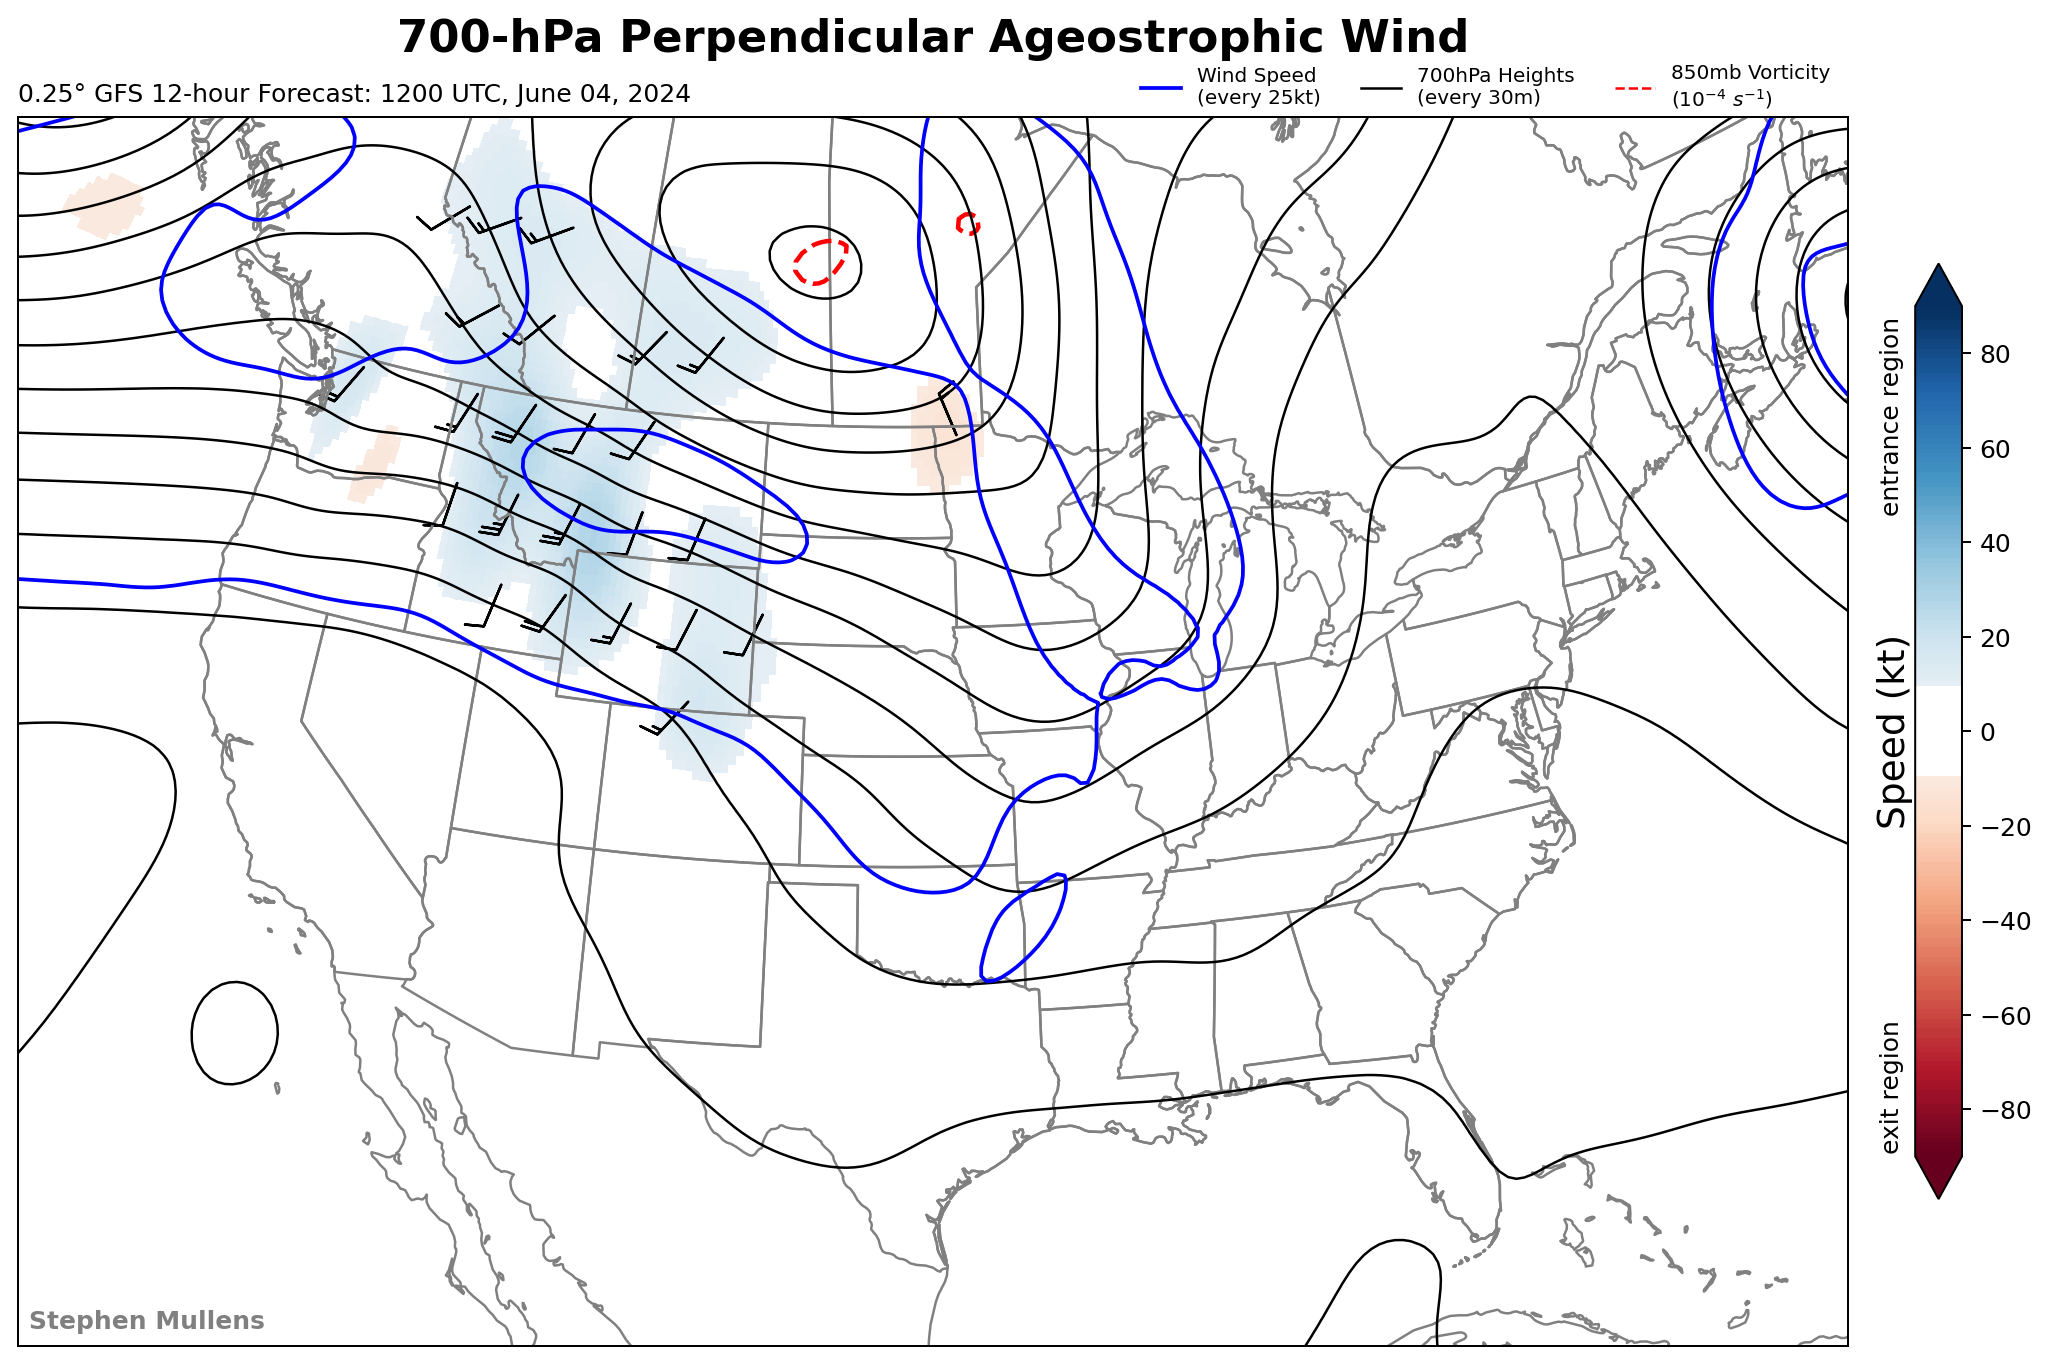 700-hPa Perpendicular Ageostrophic Wind
0.25° GFS 12-hour Forecast: 1200 UTC, June 04, 2024
Wind Speed
(every 25kt)
700hPa Heights
(every 30m)
850mb Vorticity
(10⁻⁴ s⁻¹)
entrance region
Speed (kt)
exit region
80
60
40
20
0
−20
−40
−60
−80
Stephen Mullens